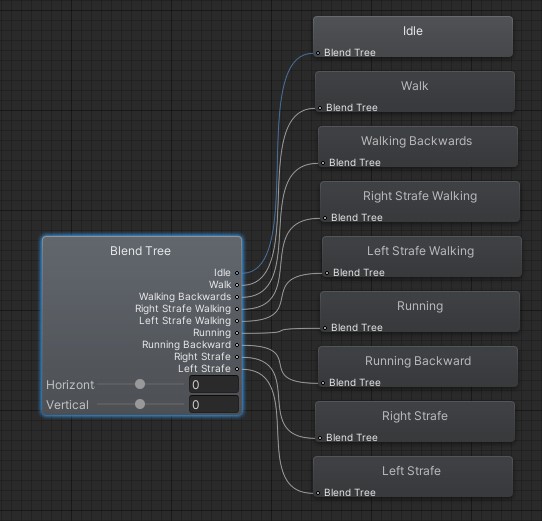 Idle
Blend Tree
Walk
Blend Tree
Walking Backwards
Blend Tree
Right Strafe Walking
Blend Tree
Left Strafe Walking
Blend Tree
Running
Blend Tree
Running Backward
Blend Tree
Right Strafe
Blend Tree
Left Strafe
Blend Tree
Blend Tree
Idle
Walk
Walking Backwards
Right Strafe Walking
Left Strafe Walking
Running
Running Backward
Right Strafe
Left Strafe
Horizont 0
Vertical 0